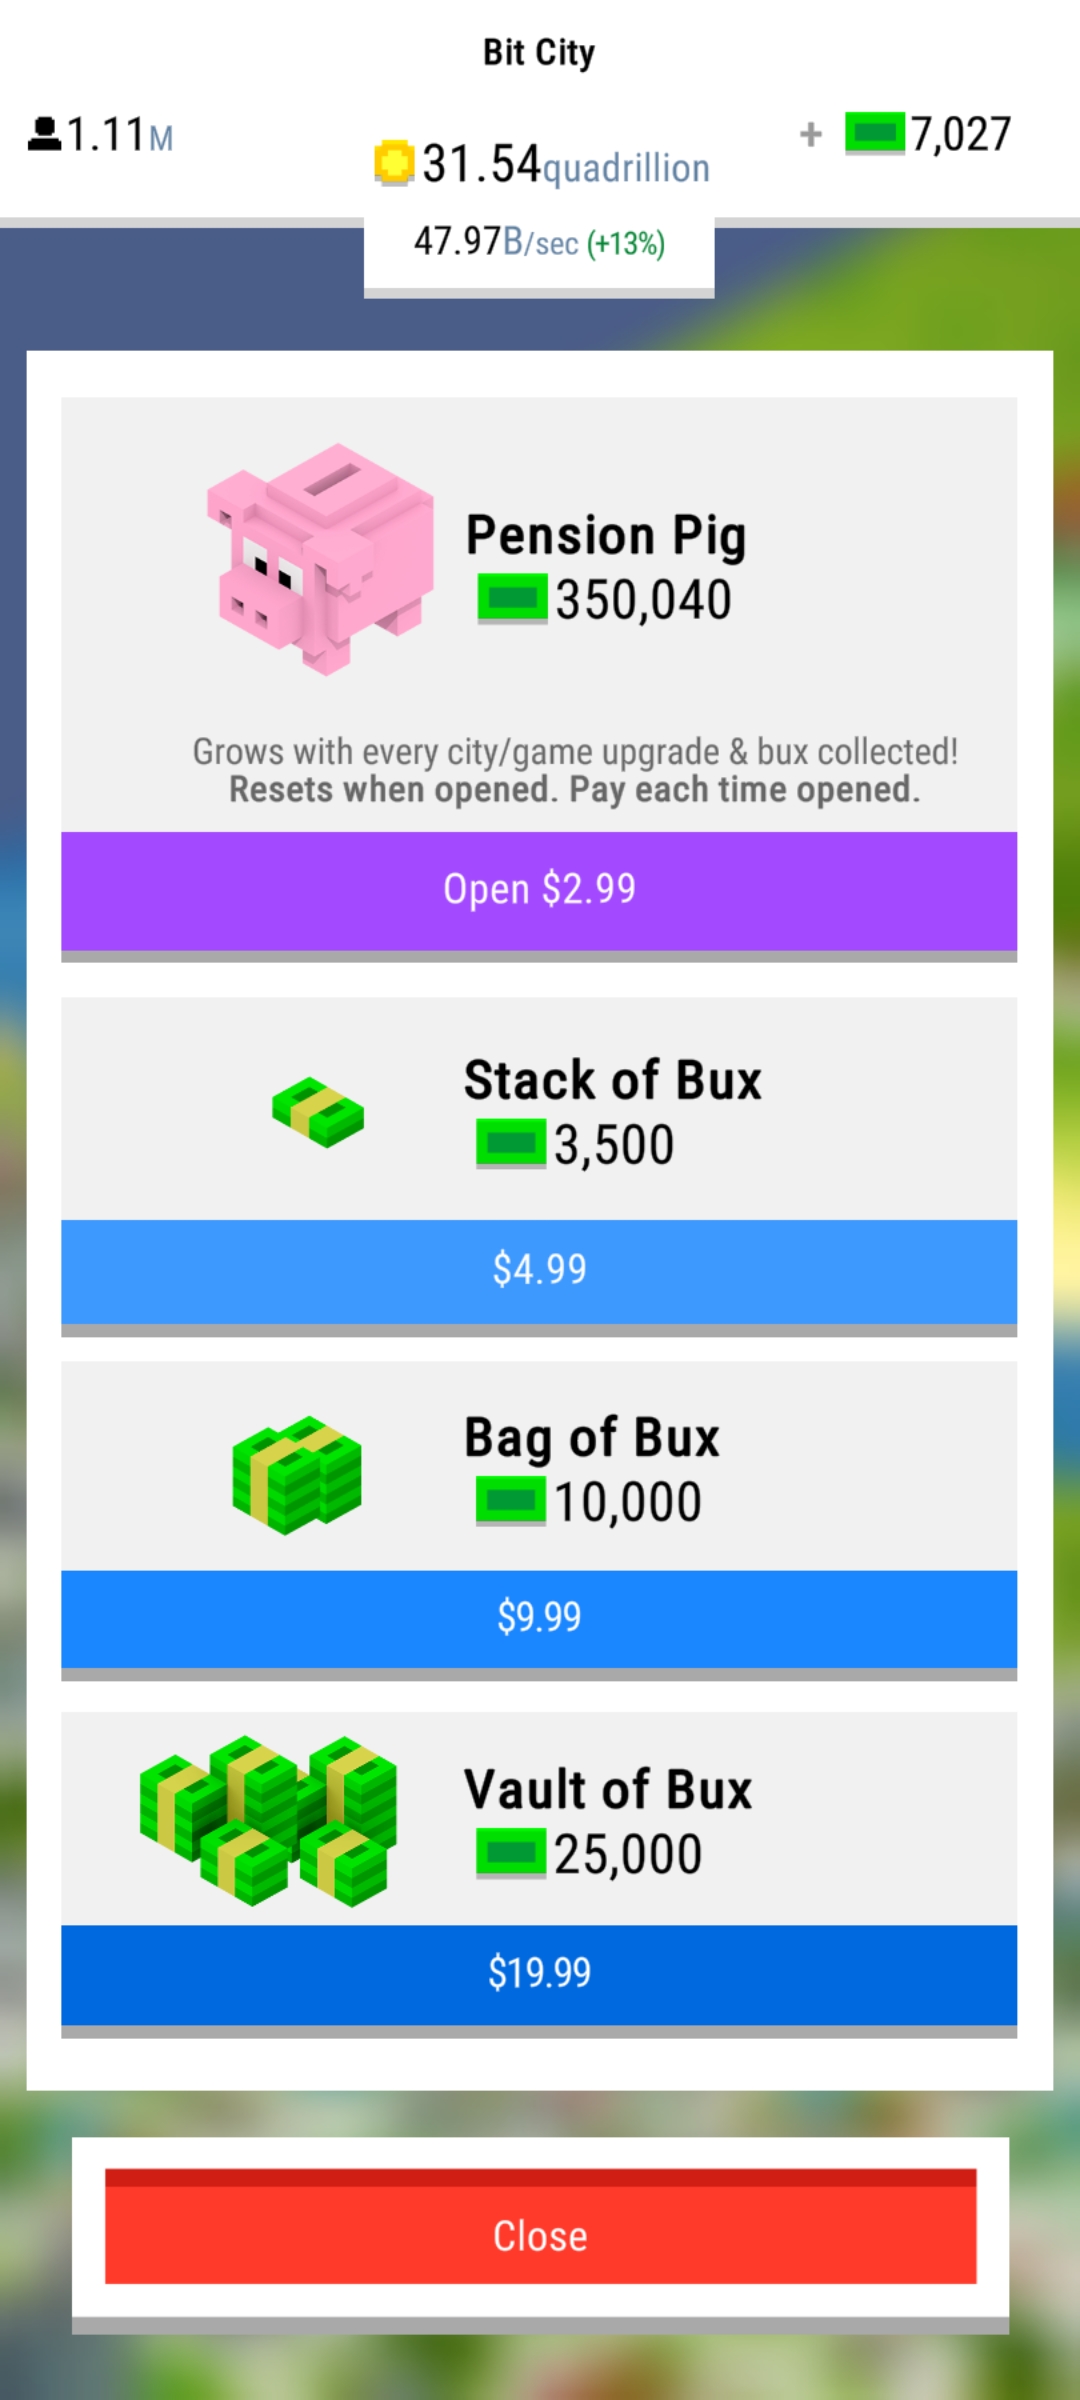 Bit City
1.11M
31.54quadrillion
+ 7,027
47.97B/sec (+13%)
Pension Pig
350,040
Grows with every city/game upgrade & bux collected!
Resets when opened. Pay each time opened.
Open $2.99
Stack of Bux
3,500
$4.99
Bag of Bux
10,000
$9.99
Vault of Bux
25,000
$19.99
Close